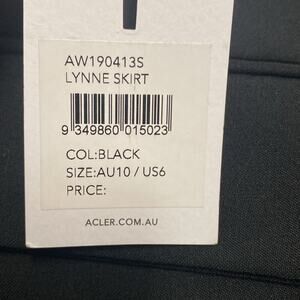 AW190413S
LYNNE SKIRT
9 349860 015023
COL:BLACK
SIZE:AU10 / US6
PRICE:
ACLER.COM.AU